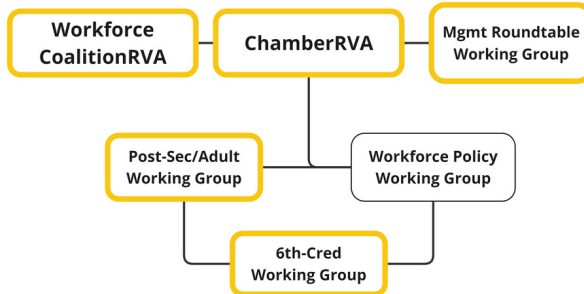 Workforce
CoalitionRVA
ChamberRVA
Mgmt Roundtable
Working Group
Post-Sec/Adult
Working Group
Workforce Policy
Working Group
6th-Cred
Working Group